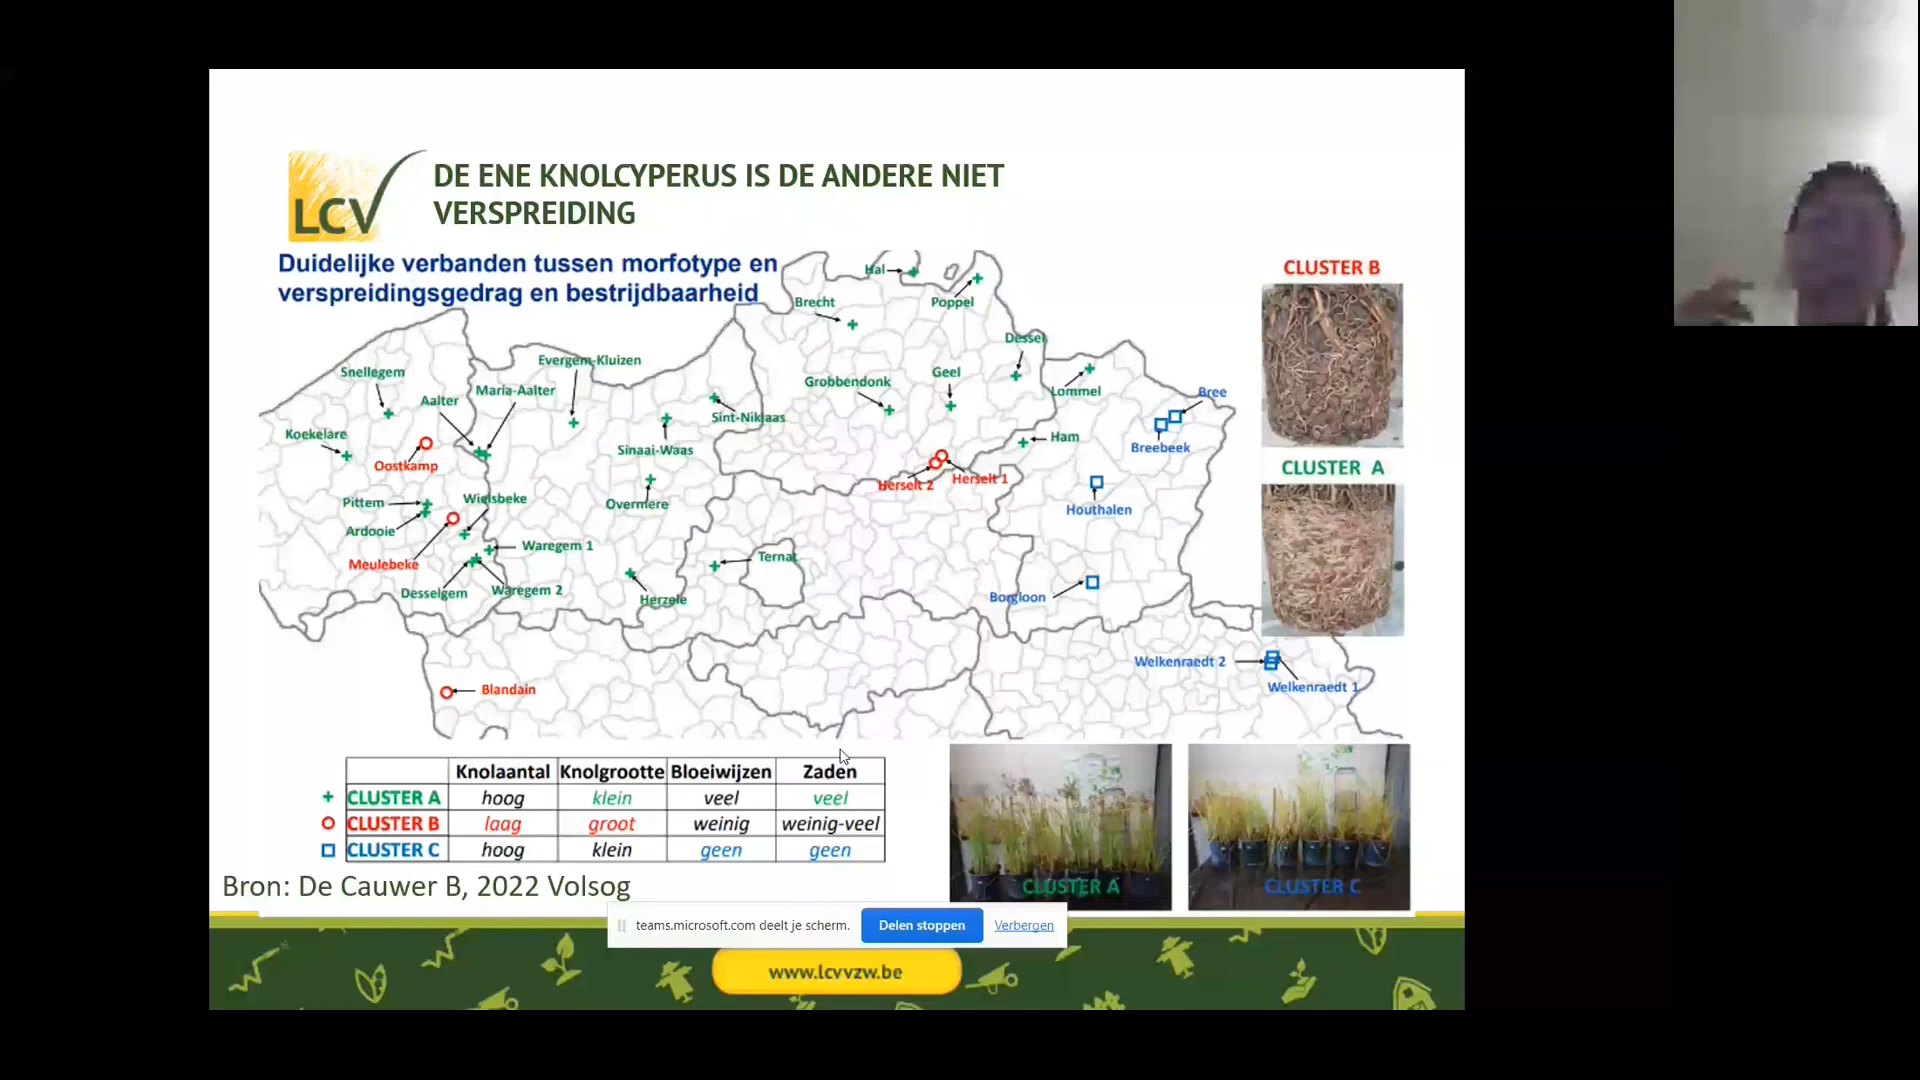 LCV
DE ENE KNOLCYPERUS IS DE ANDERE NIET
VERSPREIDING
Duidelijke verbanden tussen morfotype en
verspreidingsgedrag en bestrijdbaarheid
Hal
Poppel
Brecht
Dessel
Evergem-Kluizen
Snellegem
Maria-Aalter
Aalter
Grobbendonk
Geel
Lommel
Bree
Sint-Niklaas
Koekelare
Sinaai-Waas
Ham
Breebeek
Oostkamp
Herselt 2
Herselt 1
Pittem
Wielsbeke
Overmere
Houthalen
Ardooie
Waregem 1
Ternat
Meulebeke
Desselgem
Waregem 2
Herzele
Borgloon
Welkenraedt 2
Welkenraedt 1
Blandain
CLUSTER B
CLUSTER A
Knolaantal Knolgrootte Bloeiwijzen Zaden
CLUSTER A hoog klein veel veel
CLUSTER B laag groot weinig weinig-veel
CLUSTER C hoog klein geen geen
CLUSTER A
CLUSTER C
Bron: De Cauwer B, 2022 Volsog
teams.microsoft.com deelt je scherm.
Delen stoppen
Verbergen
www.lcvvzw.be